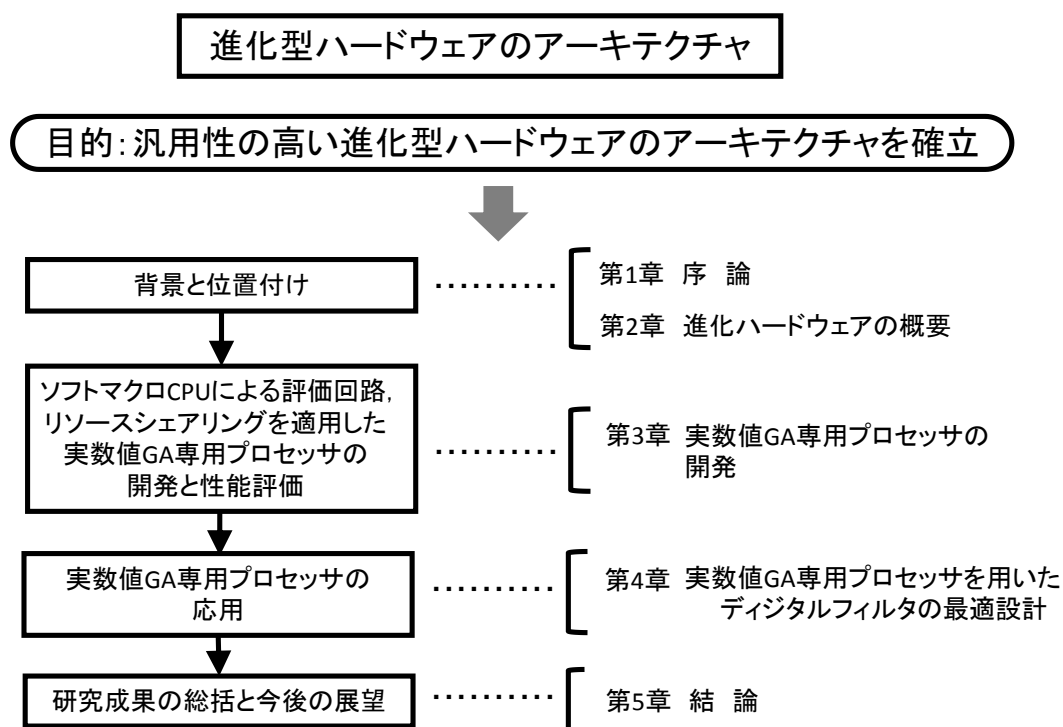 進化型ハードウェアのアーキテクチャ
目的：汎用性の高い進化型ハードウェアのアーキテクチャを確立
背景と位置付け
第1章 序 論
第2章 進化ハードウェアの概要
ソフトマクロCPUによる評価回路,
リソースシェアリングを適用した
実数値GA専用プロセッサの
開発と性能評価
第3章 実数値GA専用プロセッサの
開発
実数値GA専用プロセッサの
応用
第4章 実数値GA専用プロセッサを用いた
ディジタルフィルタの最適設計
研究成果の総括と今後の展望
第5章 結 論